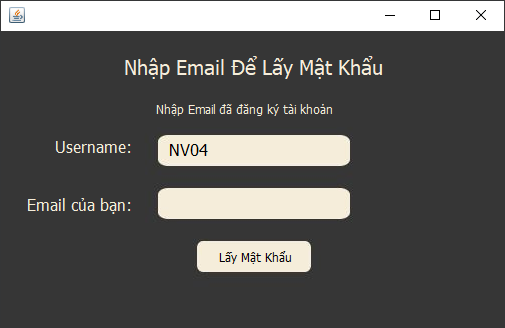 Nhập Email Để Lấy Mật Khẩu
Nhập Email đã đăng ký tài khoản
Username: NV04
Email của bạn:
Lấy Mật Khẩu